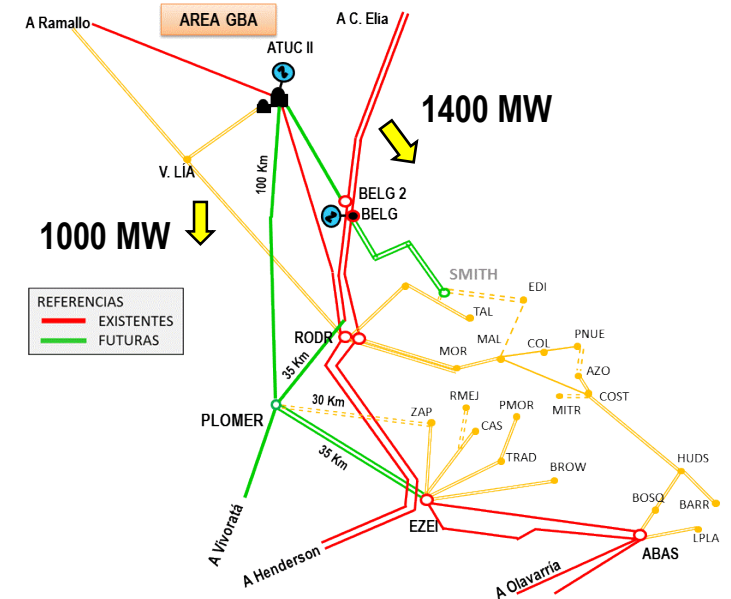 A Ramallo
AREA GBA
A C. Elia
ATUC II
1400 MW
V. LÍA
100 Km
BELG 2
BELG
1000 MW
SMITH
EDI
REFERENCIAS
EXISTENTES
FUTURAS
TAL
RODR
MOR
MAL
COL
PNUE
AZO
COST
MITR
35 Km
30 Km
PLOMER
ZAP
RMEJ
PMOR
CAS
TRAD
BROW
35 Km
HUDS
BOSQ
BARR
LPLA
EZEI
ABAS
A Vivoratá
A Henderson
A Olavarría